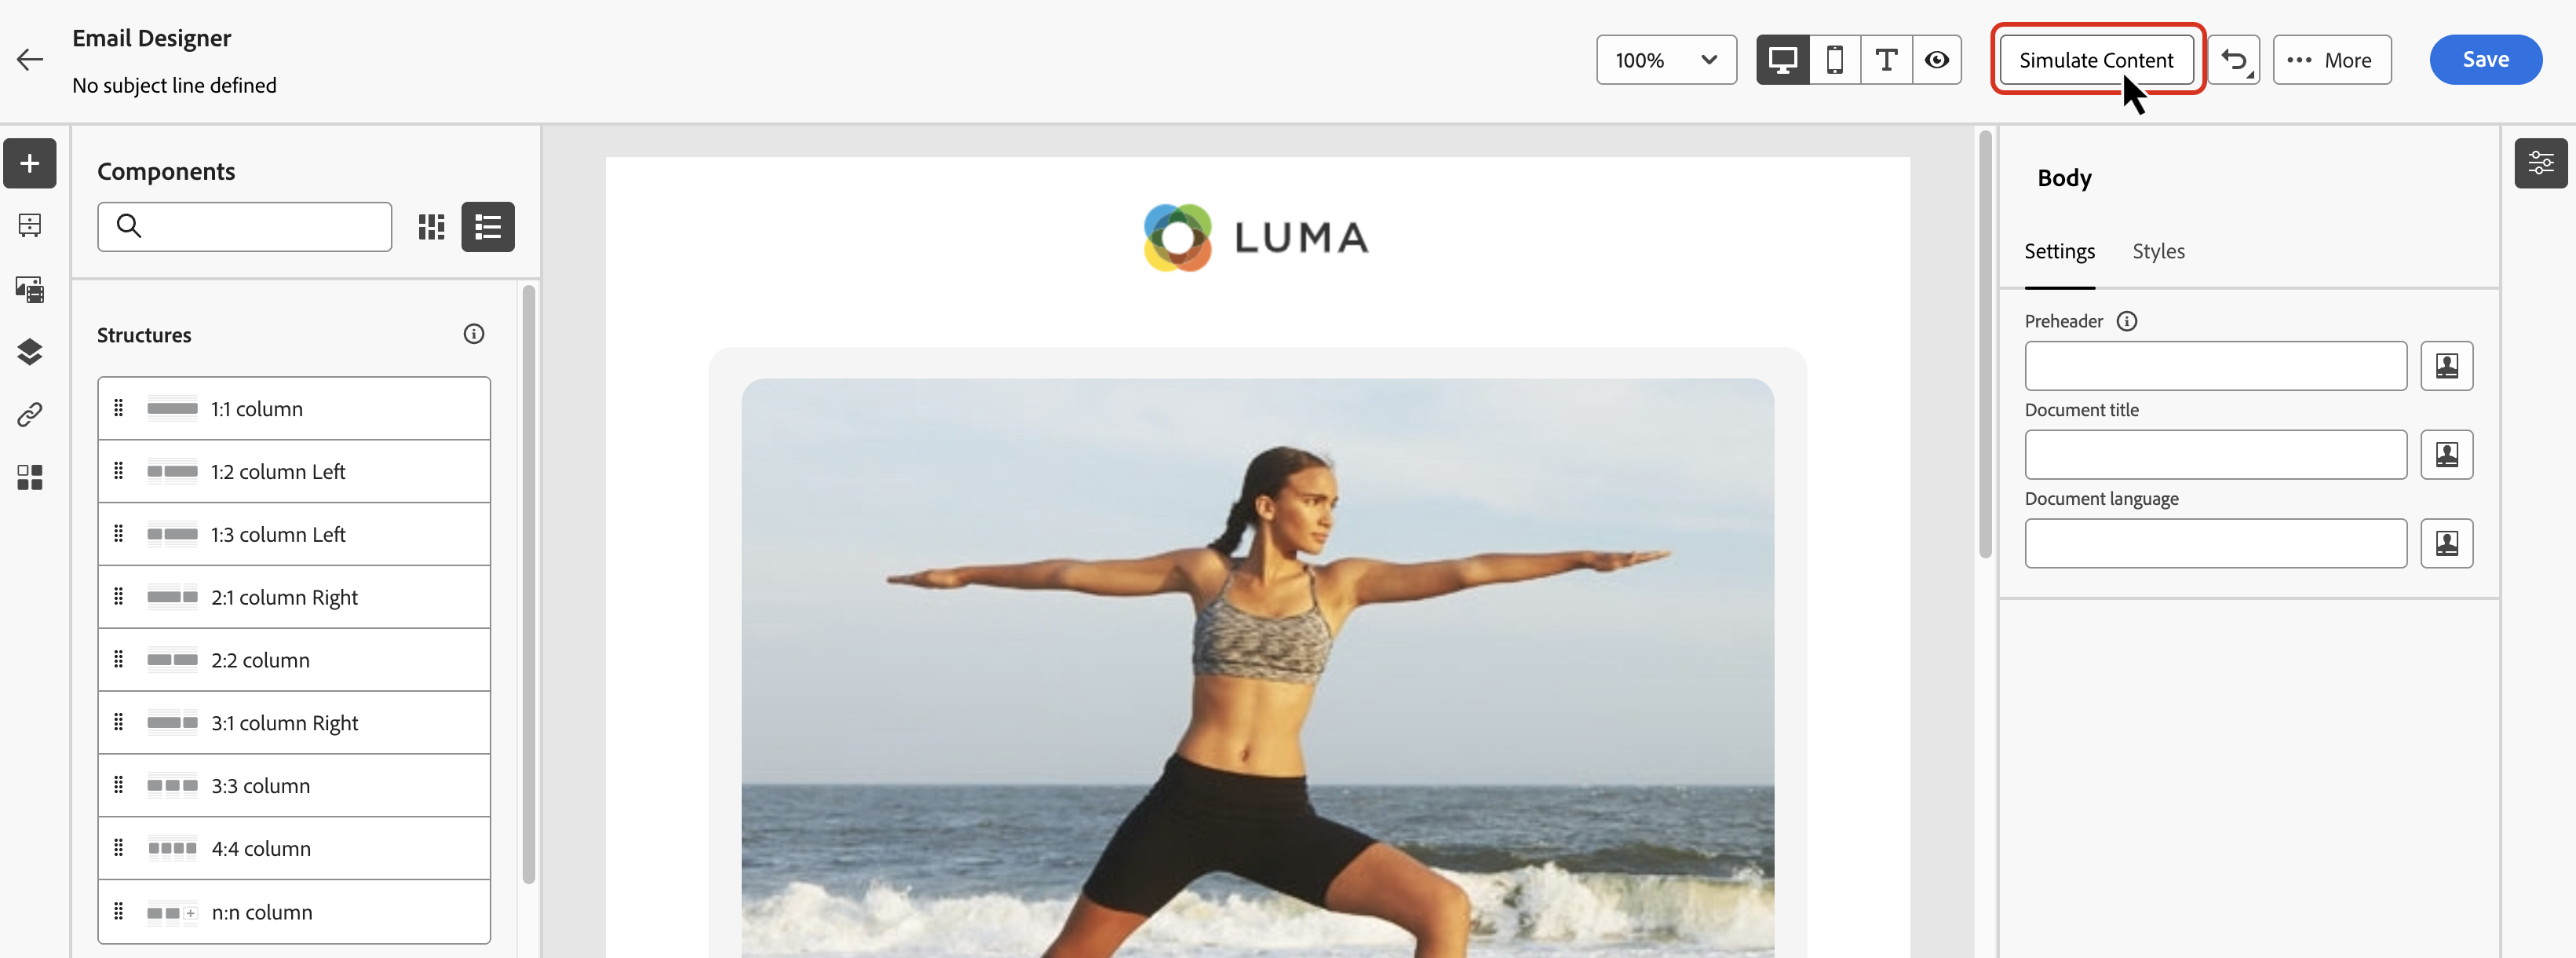 Email Designer
No subject line defined
100%
Simulate Content
More
Save
Components
Structures
1:1 column
1:2 column Left
1:3 column Left
2:1 column Right
2:2 column
3:1 column Right
3:3 column
4:4 column
n:n column
LUMA
Body
Settings
Styles
Preheader
Document title
Document language